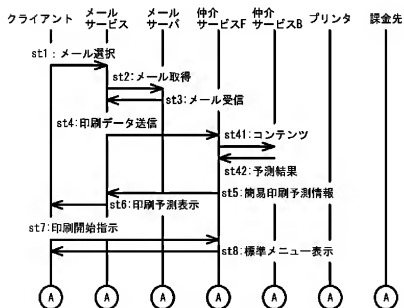 クライアント
メール
サービス
メール
サーバ
仲介
サービスF
仲介
サービスB
プリンタ
課金先
st1：メール選択
st2:メール取得
st3:メール受信
st4:印刷データ送信
st41:コンテンツ
st42:予測結果
st5:簡易印刷予測情報
st6:印刷予測表示
st7:印刷開始指示
st8:標準メニュー表示
A
A
A
A
A
A
A